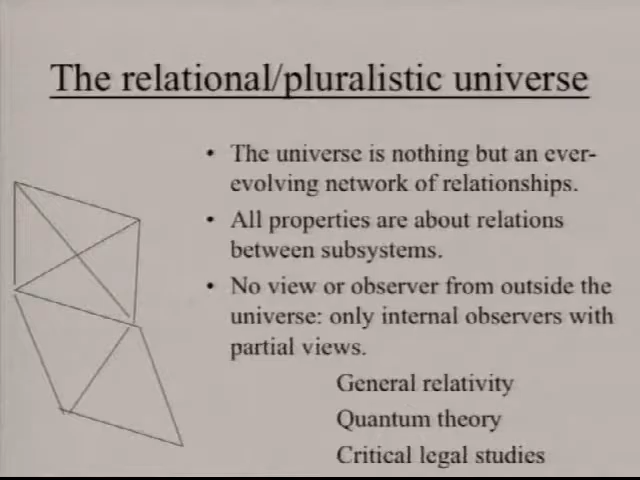 The relational/pluralistic universe
• The universe is nothing but an ever-
evolving network of relationships.
• All properties are about relations
between subsystems.
• No view or observer from outside the
universe: only internal observers with
partial views.
General relativity
Quantum theory
Critical legal studies